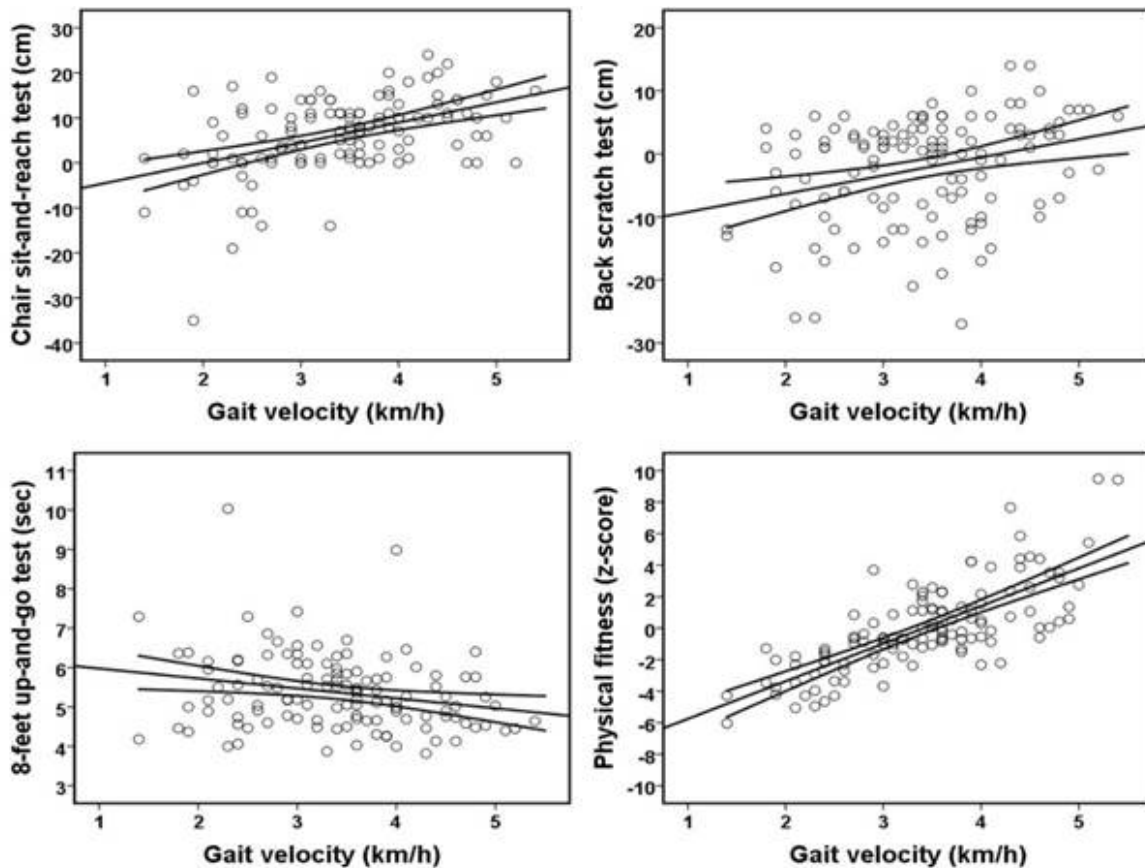 Chair sit-and-reach test (cm)
30
20
10
0
-10
-20
-30
-40
1 2 3 4 5
Gait velocity (km/h)
Back scratch test (cm)
20
10
0
-10
-20
-30
1 2 3 4 5
Gait velocity (km/h)
8-feet up-and-go test (sec)
11
10
9
8
7
6
5
4
3
1 2 3 4 5
Gait velocity (km/h)
Physical fitness (z-score)
10
8
6
4
2
0
-2
-4
-6
-8
-10
1 2 3 4 5
Gait velocity (km/h)